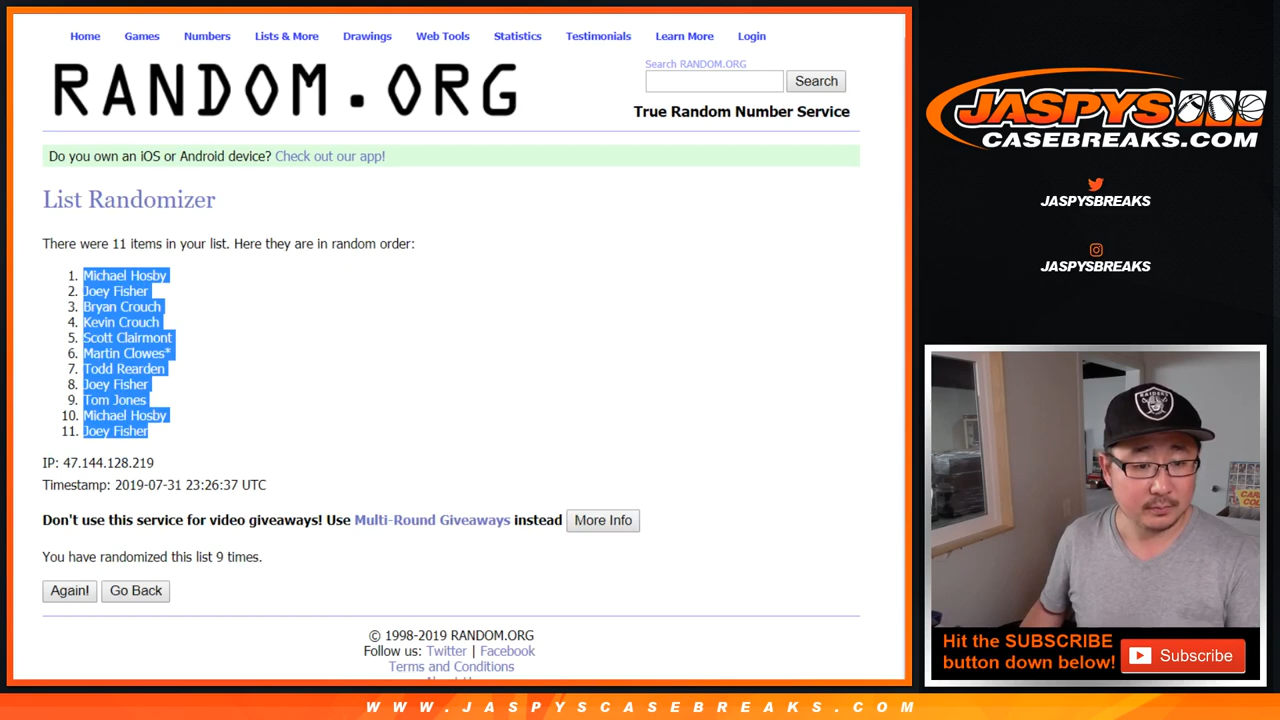 Home Games Numbers Lists & More Drawings Web Tools Statistics Testimonials Learn More Login
RANDOM.ORG
Search RANDOM.ORG
Search
True Random Number Service
Do you own an iOS or Android device? Check out our app!
List Randomizer
There were 11 items in your list. Here they are in random order:
1. Michael Hosby
2. Joey Fisher
3. Bryan Crouch
4. Kevin Crouch
5. Scott Clairmont
6. Martin Clowes*
7. Todd Rearden
8. Joey Fisher
9. Tom Jones
10. Michael Hosby
11. Joey Fisher
IP: 47.144.128.219
Timestamp: 2019-07-31 23:26:37 UTC
Don't use this service for video giveaways! Use Multi-Round Giveaways instead More Info
You have randomized this list 9 times.
Again! Go Back
© 1998-2019 RANDOM.ORG
Follow us: Twitter | Facebook
Terms and Conditions
JASPYS
CASEBREAKS.COM
JASPYSBREAKS
JASPYSBREAKS
RAIDERS
Hit the SUBSCRIBE
button down below!
Subscribe
WWW.JASPYSCASEBREAKS.COM